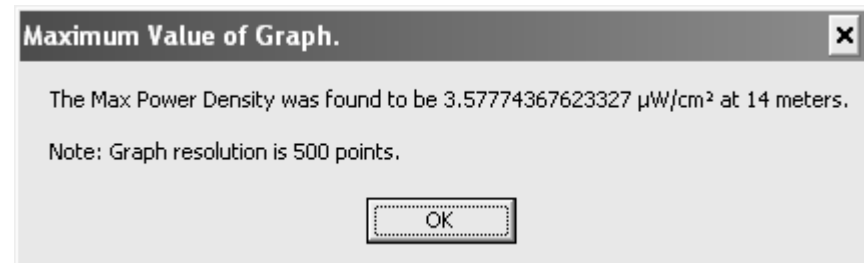 Maximum Value of Graph.
The Max Power Density was found to be 3.57774367623327 µW/cm² at 14 meters.
Note: Graph resolution is 500 points.
OK